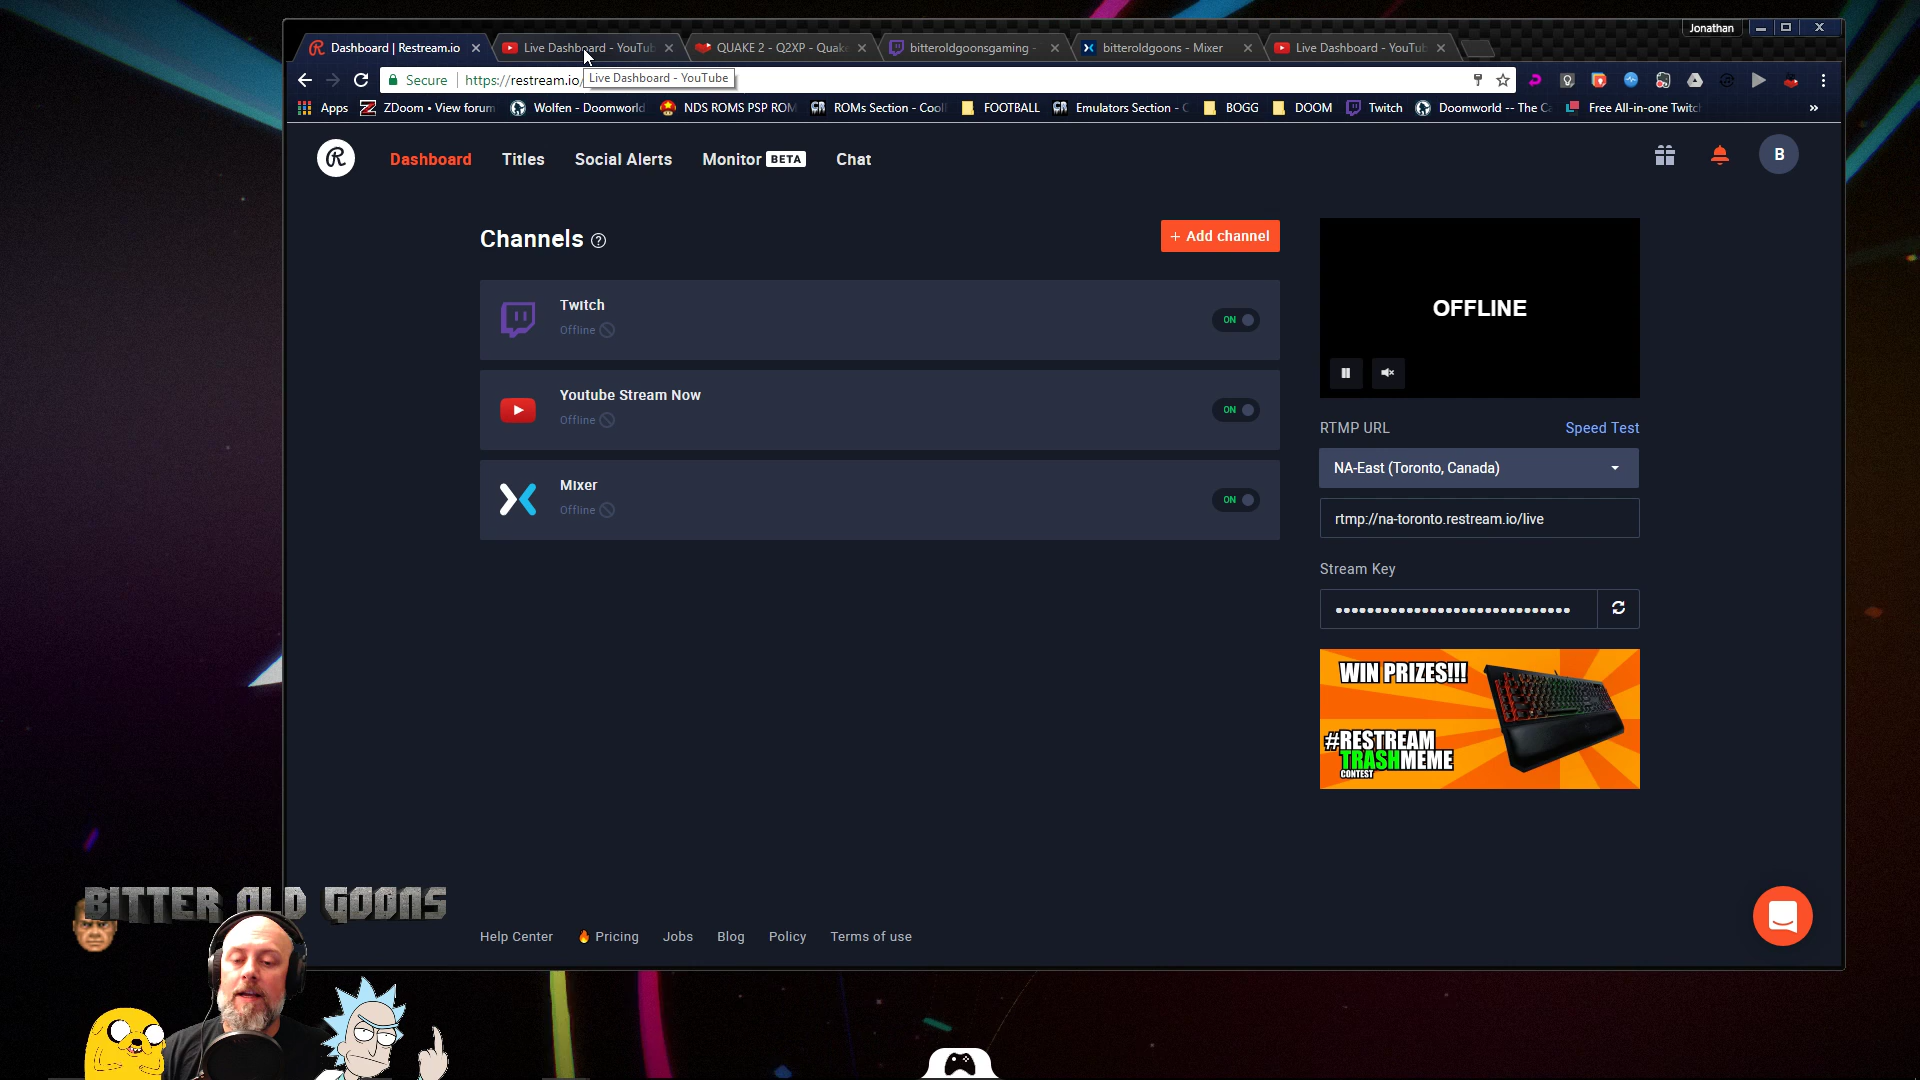 Jonathan
Dashboard | Restream.io
Live Dashboard - YouTub
QUAKE 2 - Q2XP - Quake
bitteroldgoonsgaming -
bitteroldgoons - Mixer
Live Dashboard - YouTub
Secure
https://restream.io/
Live Dashboard - YouTube
Apps
ZDoom • View forum
Wolfen - Doomworld
NDS ROMS PSP ROM
ROMs Section - Cool
FOOTBALL
Emulators Section - C
BOGG
DOOM
Twitch
Doomworld -- The Ca
Free All-in-one Twitc
»
R
Dashboard
Titles
Social Alerts
Monitor BETA
Chat
B
Channels ?
+ Add channel
Twitch
Offline
ON
Youtube Stream Now
Offline
ON
Mixer
Offline
ON
OFFLINE
RTMP URL
Speed Test
NA-East (Toronto, Canada)
rtmp://na-toronto.restream.io/live
Stream Key
WIN PRIZES!!!
#RESTREAM
TRASHMEME
CONTEST
BITTER OLD GOONS
Help Center
Pricing
Jobs
Blog
Policy
Terms of use